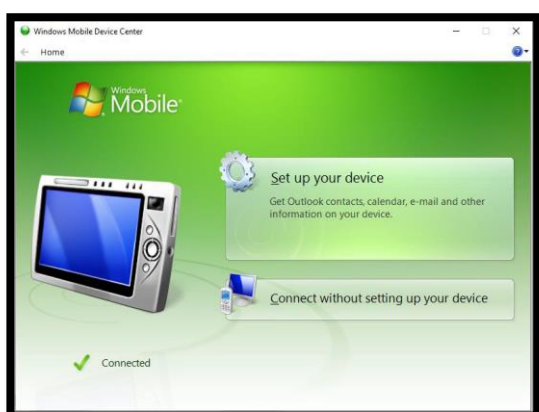 Windows Mobile Device Center
Home
Windows
Mobile
Set up your device
Get Outlook contacts, calendar, e-mail and other
information on your device.
Connect without setting up your device
Connected